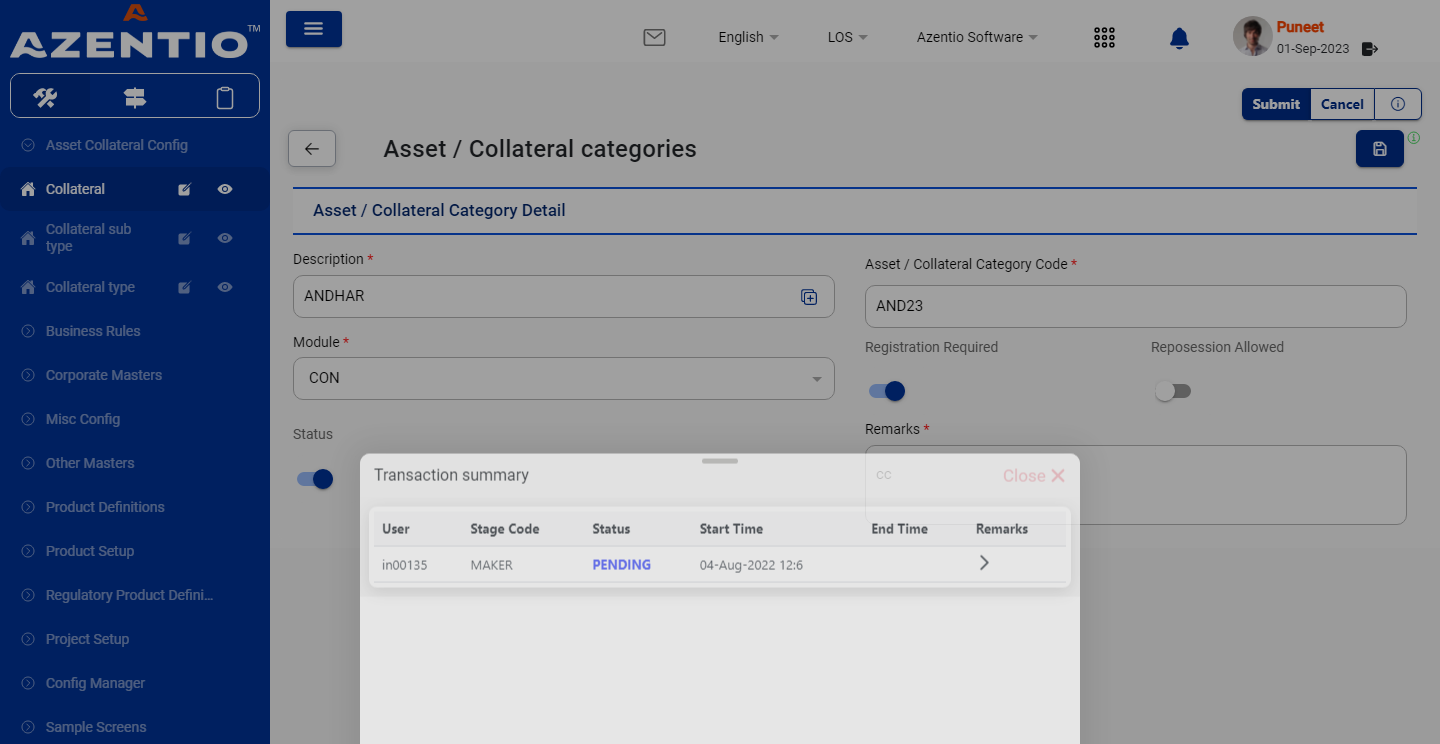 AZENTIO™
English
LOS
Azentio Software
Puneet
01-Sep-2023
Submit
Cancel
Asset Collateral Config
Collateral
Collateral sub
type
Collateral type
Business Rules
Corporate Masters
Misc Config
Other Masters
Product Definitions
Product Setup
Regulatory Product Defini...
Project Setup
Config Manager
Sample Screens
Asset / Collateral categories
Asset / Collateral Category Detail
Description *
ANDHAR
Asset / Collateral Category Code *
AND23
Module *
CON
Registration Required
Reposession Allowed
Status
Remarks *
cc
Transaction summary
Close
User Stage Code Status Start Time End Time Remarks
in00135 MAKER PENDING 04-Aug-2022 12:6